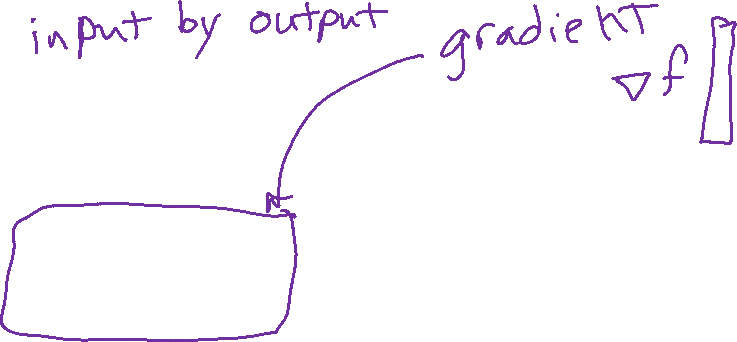 input by output
gradient
∇f